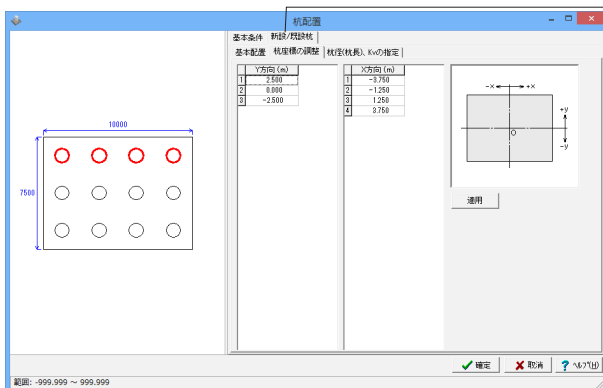 杭配置
基本条件 新設/既設杭
基本配置 杭座標の調整 杭径(杭長)、Kvの指定
Y方向 (m)
1 2.500
2 0.000
3 -2.500
X方向 (m)
1 -3.750
2 -1.250
3 1.250
4 3.750
-X +X
+y
O
-y
適用
10000
7500
確定 取消 ? ヘルプ(H)
範囲: -999.999 ~ 999.999